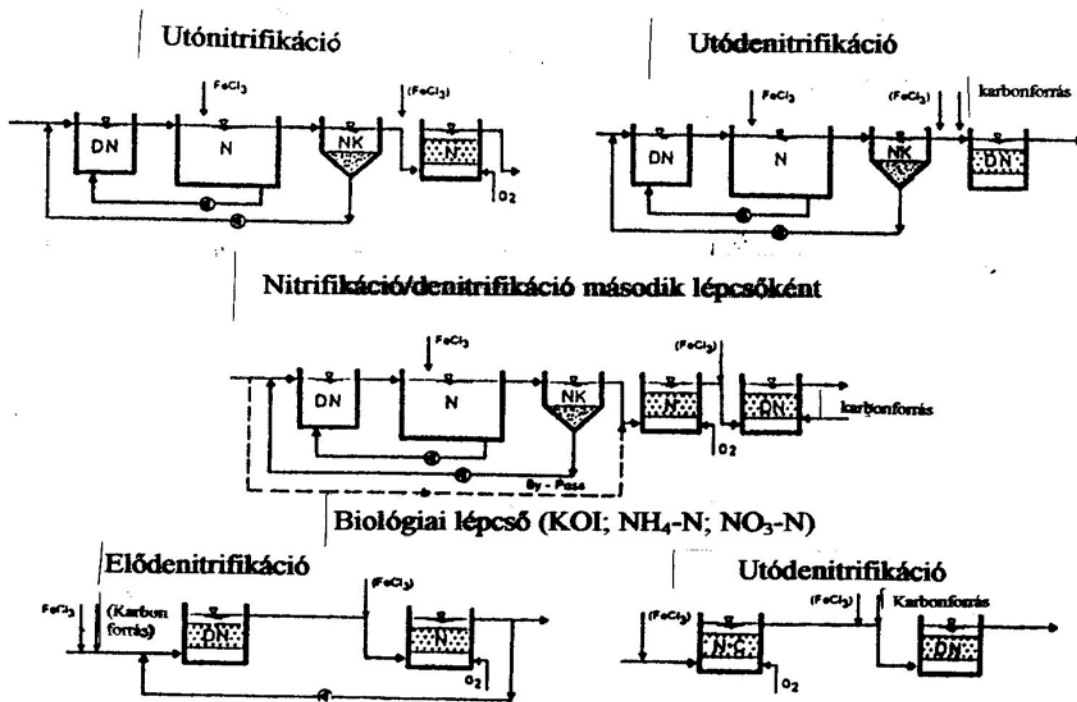 Utónitrifikáció
FeCl3
(FeCl3)
DN
N
NK
N
O2
Utódenitrifikáció
FeCl3
(FeCl3)
karbonforrás
DN
N
NK
DN
Nitrifikáció/denitrifikáció második lépcsőként
FeCl3
(FeCl3)
DN
N
NK
N
DN
karbonforrás
O2
By - Pass
Biológiai lépcső (KOI; NH4-N; NO3-N)
Elődenitrifikáció
FeCl3
(Karbon
forrás)
(FeCl3)
DN
N
O2
Utódenitrifikáció
(FeCl3)
(FeCl3)
Karbonforrás
N-C
DN
O2